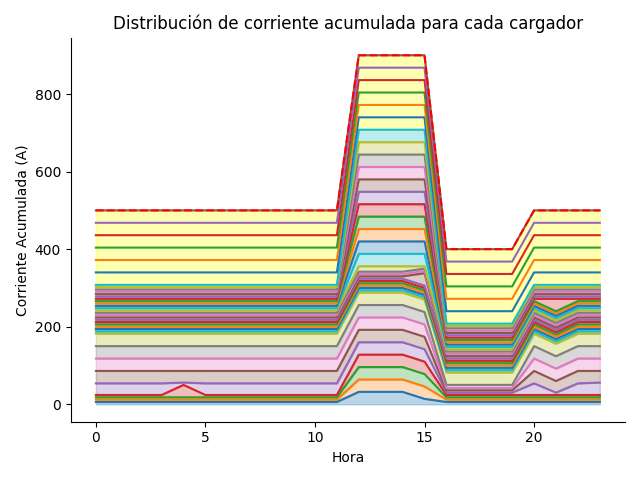 Distribución de corriente acumulada para cada cargador
Corriente Acumulada (A)
800
600
400
200
0
0 5 10 15 20
Hora